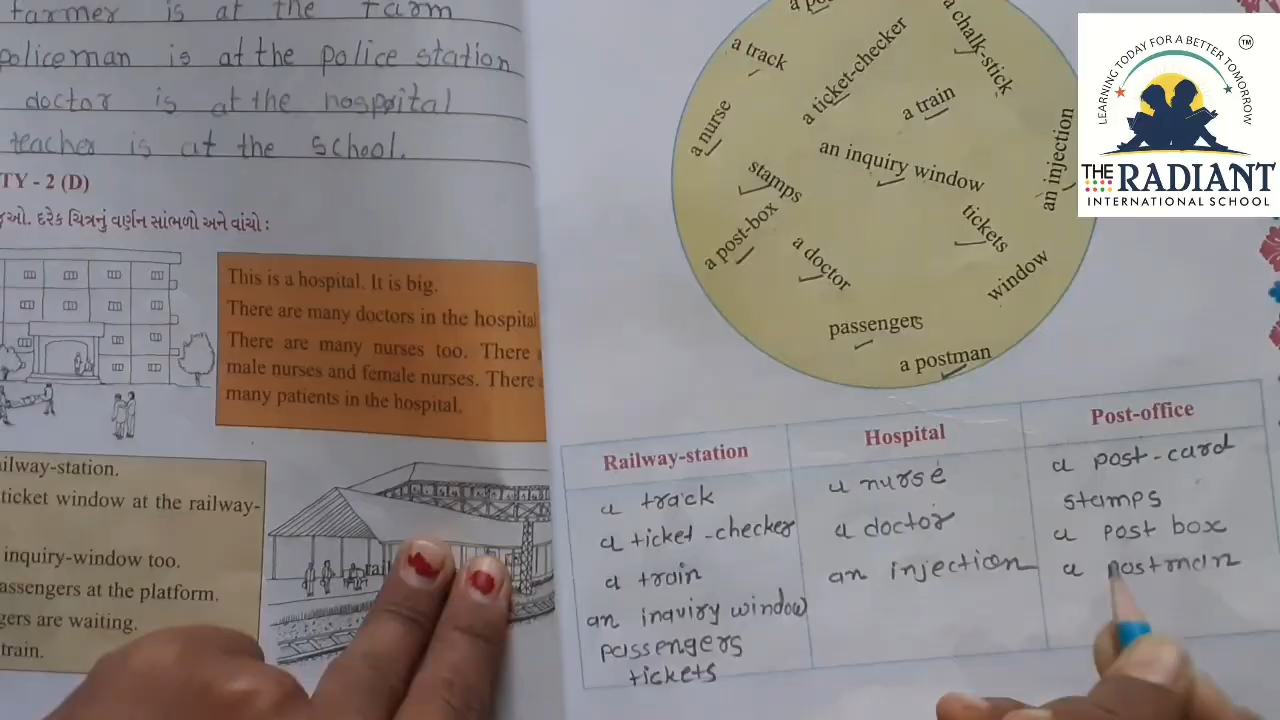 farmer is at the farm
policeman is at the police station
doctor is at the hospital
teacher is at the school.
TY - 2 (D)
દરેક ચિત્રનું વર્ણન સાંભળો અને વાંચો :
This is a hospital. It is big.
There are many doctors in the hospital
There are many nurses too. There
male nurses and female nurses. There
many patients in the hospital.
ilway-station.
ticket window at the railway-
inquiry-window too.
assengers at the platform.
gers are waiting.
train.
a track
a ticket-checker
a chalk-stick
a nurse
a train
an inquiry window
an injection
stamps
a post-box
a doctor
tickets
window
passengers
a postman
Railway-station
a track
a ticket-checker
a train
an inquiry window
passengers
tickets
Hospital
a nurse
a doctor
an injection
Post-office
a post-card
stamps
a post box
a postman
LEARNING TODAY FOR A BETTER TOMORROW
TM
THE RADIANT
INTERNATIONAL SCHOOL